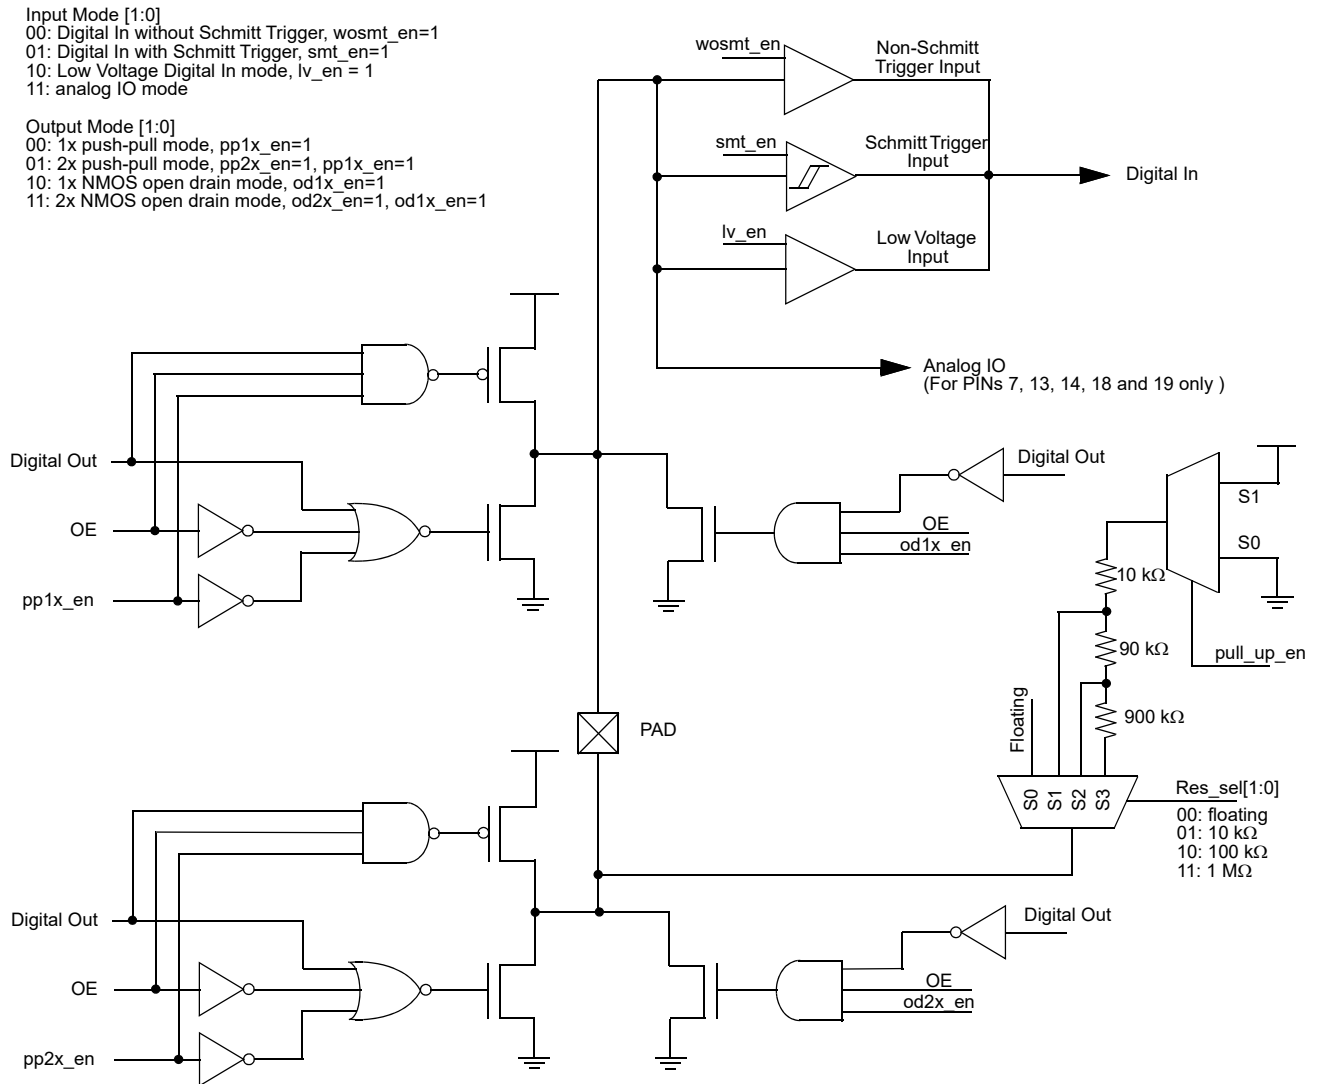 Input Mode [1:0]
00: Digital In without Schmitt Trigger, wosmt_en=1
01: Digital In with Schmitt Trigger, smt_en=1
10: Low Voltage Digital In mode, lv_en = 1
11: analog IO mode
Output Mode [1:0]
00: 1x push-pull mode, pp1x_en=1
01: 2x push-pull mode, pp2x_en=1, pp1x_en=1
10: 1x NMOS open drain mode, od1x_en=1
11: 2x NMOS open drain mode, od2x_en=1, od1x_en=1
wosmt_en
Non-Schmitt
Trigger Input
smt_en
Schmitt Trigger
Input
Digital In
lv_en
Low Voltage
Input
Analog IO
(For PINs 7, 13, 14, 18 and 19 only )
Digital Out
OE
pp1x_en
Digital Out
OE
od1x_en
S1
S0
10 kΩ
90 kΩ
900 kΩ
pull_up_en
Floating
S0
S1
S2
S3
Res_sel[1:0]
00: floating
01: 10 kΩ
10: 100 kΩ
11: 1 MΩ
PAD
Digital Out
OE
pp2x_en
Digital Out
OE
od2x_en